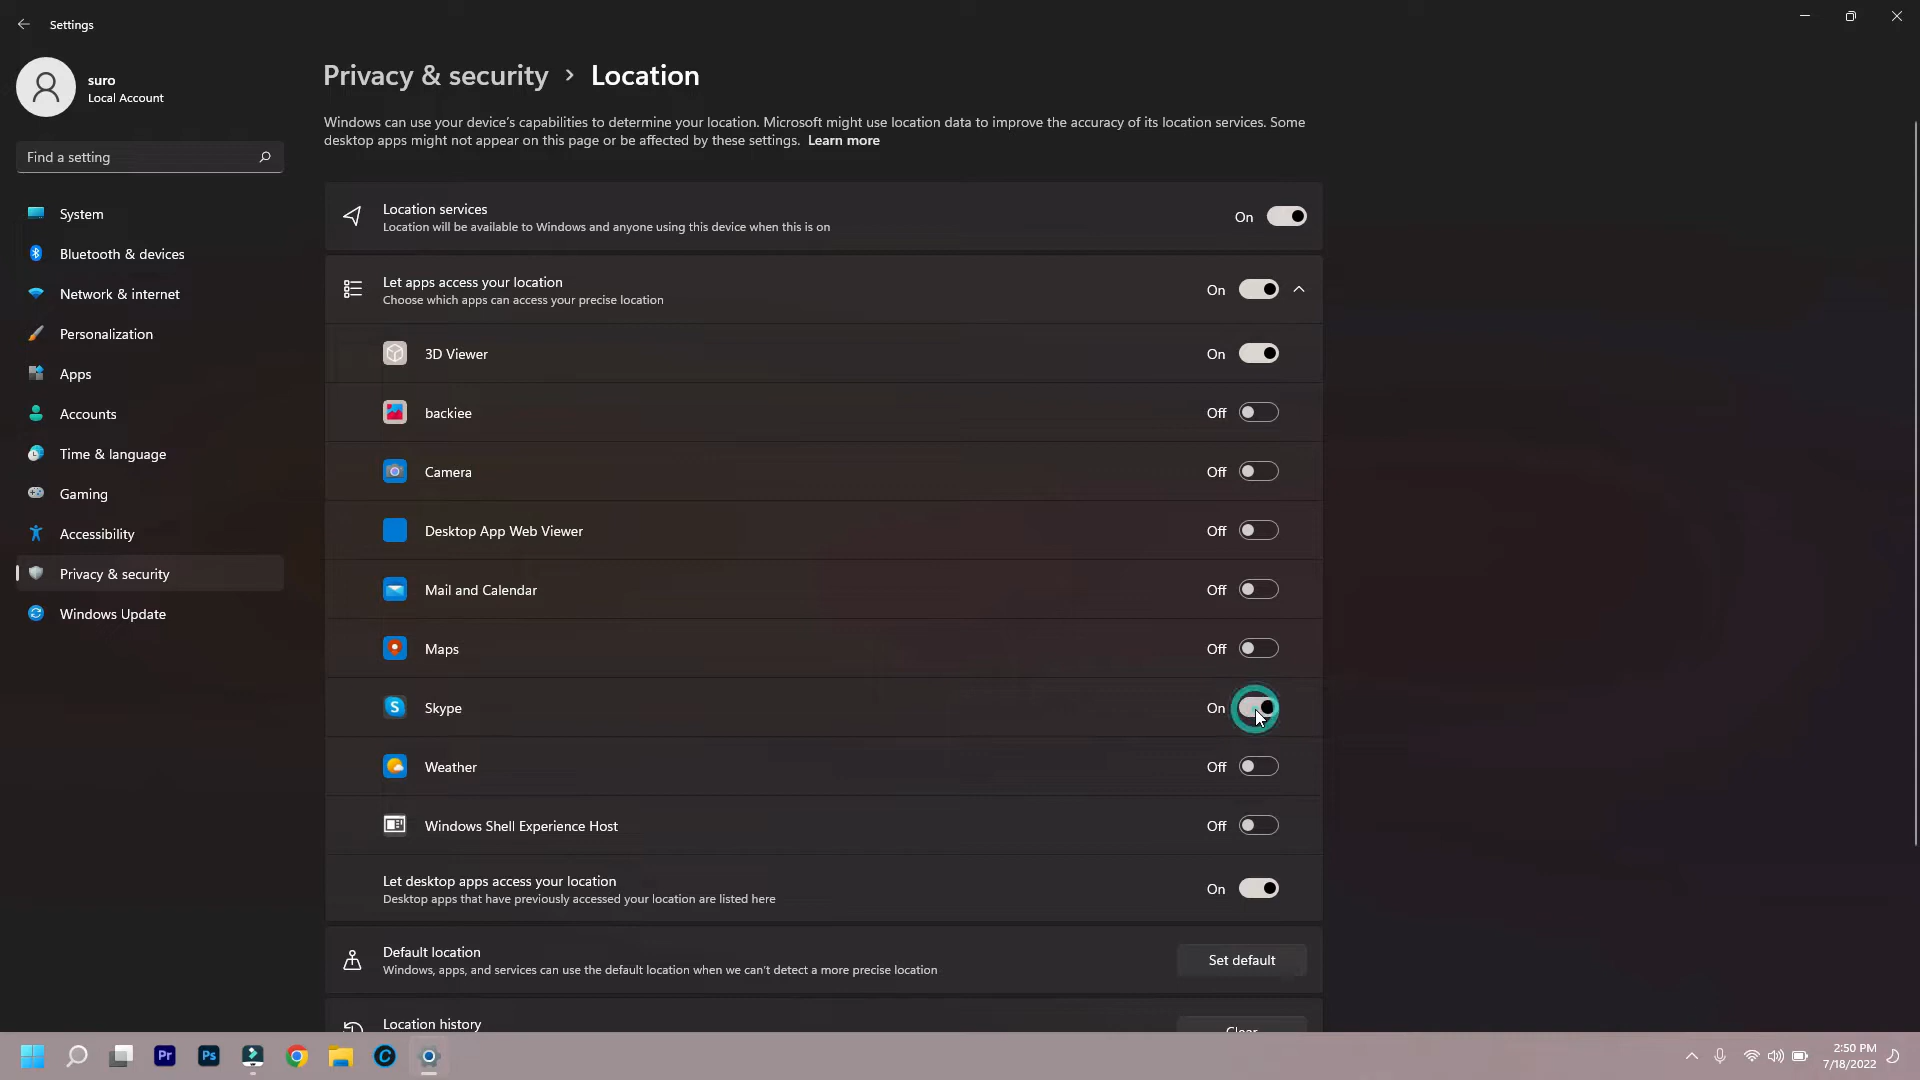 Settings
suro
Local Account
Find a setting
System
Bluetooth & devices
Network & internet
Personalization
Apps
Accounts
Time & language
Gaming
Accessibility
Privacy & security
Windows Update
Privacy & security > Location
Windows can use your device's capabilities to determine your location. Microsoft might use location data to improve the accuracy of its location services. Some
desktop apps might not appear on this page or be affected by these settings. Learn more
Location services
Location will be available to Windows and anyone using this device when this is on
On
Let apps access your location
Choose which apps can access your precise location
On
3D Viewer On
backiee Off
Camera Off
Desktop App Web Viewer Off
Mail and Calendar Off
Maps Off
S Skype On
Weather Off
Windows Shell Experience Host Off
Let desktop apps access your location
Desktop apps that have previously accessed your location are listed here
On
Default location
Windows, apps, and services can use the default location when we can't detect a more precise location
Set default
Location history
Clear
Pr Ps C
2:50 PM
7/18/2022